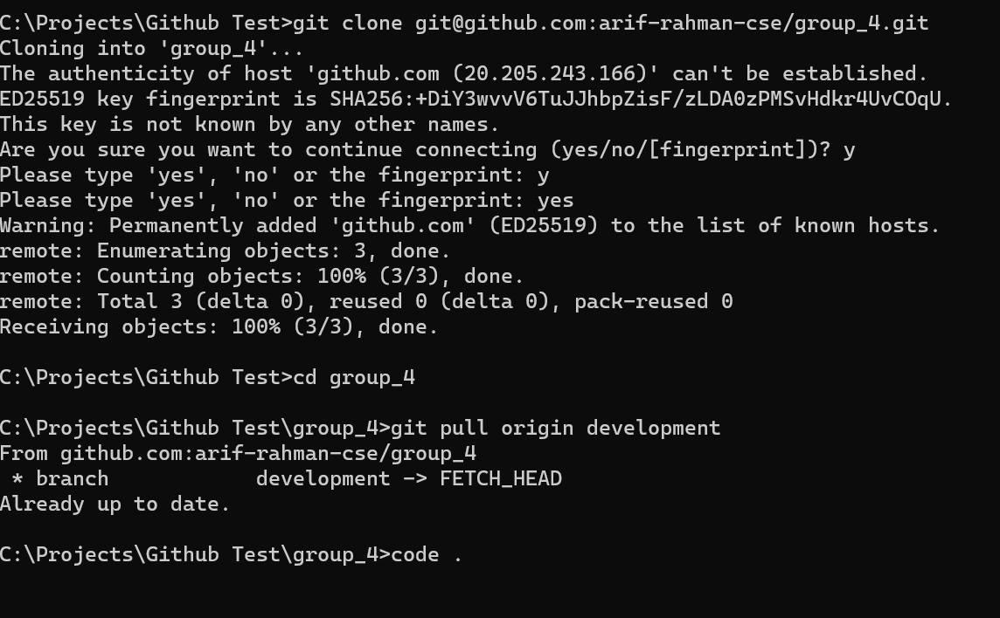 C:\Projects\Github Test>git clone git@github.com:arif-rahman-cse/group_4.git
Cloning into 'group_4'...
The authenticity of host 'github.com (20.205.243.166)' can't be established.
ED25519 key fingerprint is SHA256:+DiY3wvvV6TuJJhbpZisF/zLDA0zPMSvHdkr4UvCOqU.
This key is not known by any other names.
Are you sure you want to continue connecting (yes/no/[fingerprint])? y
Please type 'yes', 'no' or the fingerprint: y
Please type 'yes', 'no' or the fingerprint: yes
Warning: Permanently added 'github.com' (ED25519) to the list of known hosts.
remote: Enumerating objects: 3, done.
remote: Counting objects: 100% (3/3), done.
remote: Total 3 (delta 0), reused 0 (delta 0), pack-reused 0
Receiving objects: 100% (3/3), done.
C:\Projects\Github Test>cd group_4
C:\Projects\Github Test\group_4>git pull origin development
From github.com:arif-rahman-cse/group_4
 * branch            development -> FETCH_HEAD
Already up to date.
C:\Projects\Github Test\group_4>code .